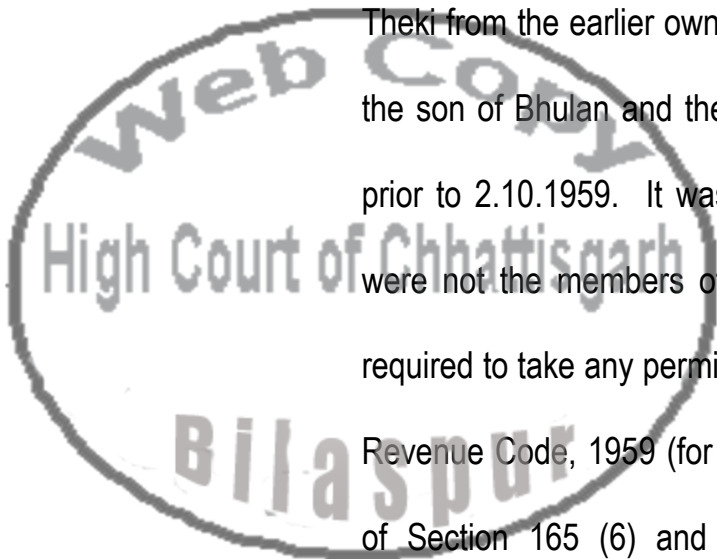 Theki from the earlier own
the son of Bhulan and the
prior to 2.10.1959. It was
were not the members of
required to take any permi
Revenue Code, 1959 (for
of Section 165 (6) and
Web Copy
High Court of Chhattisgarh
Bilaspur